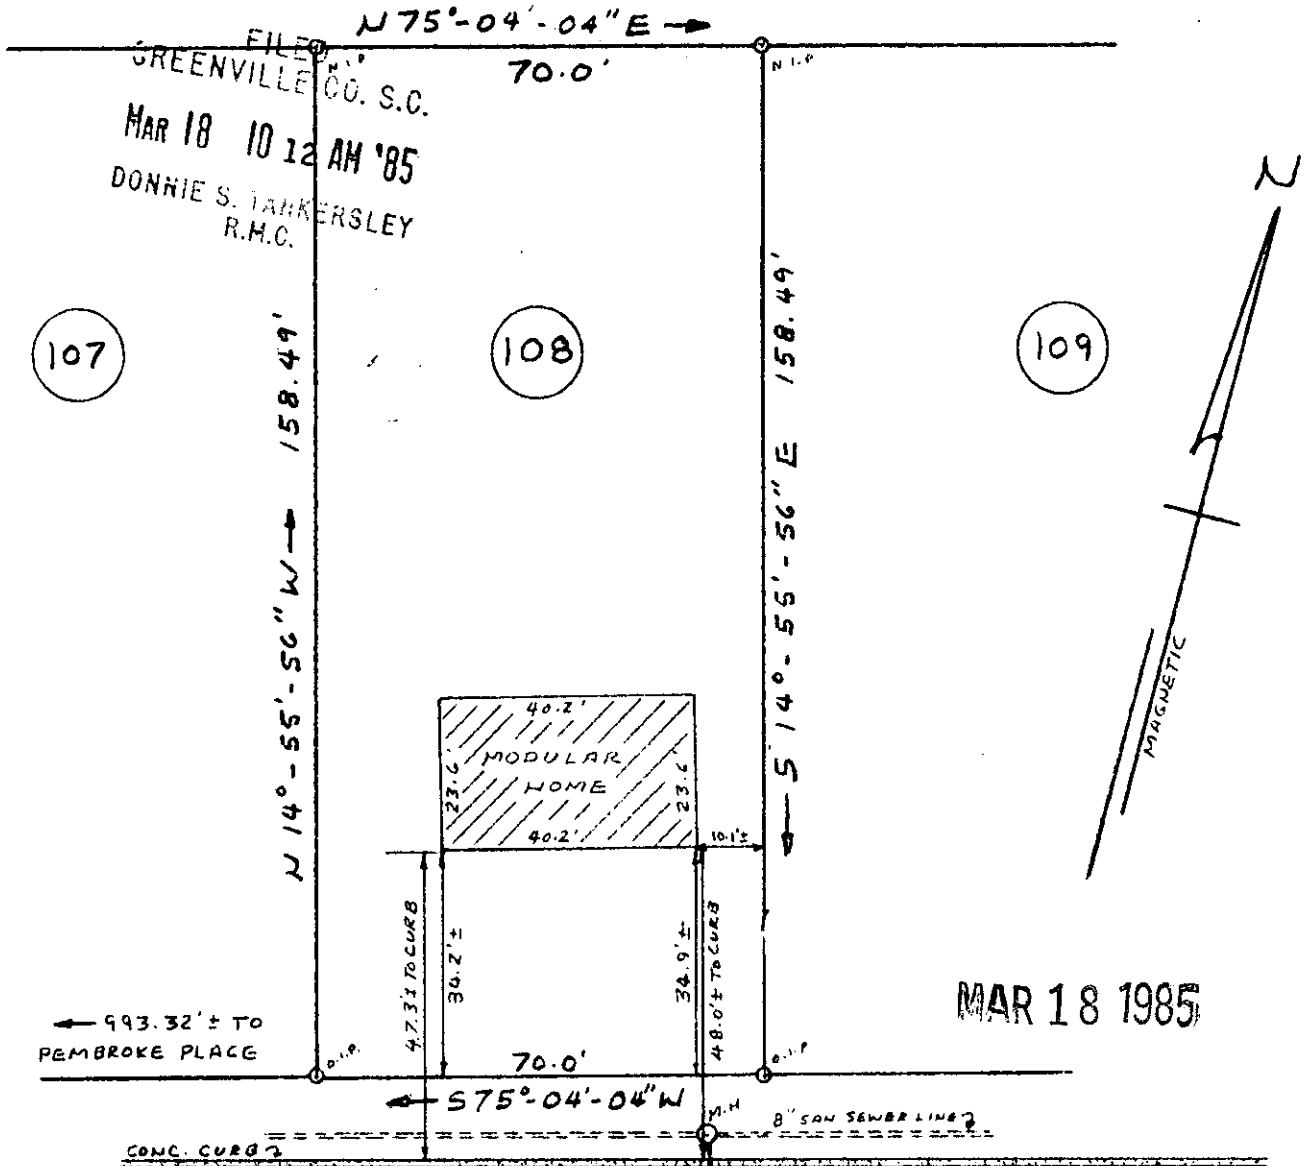 N 75°-04'-04" E
FILED
GREENVILLE CO. S.C.
MAR 18 10 12 AM '85
DONNIE S. TANKERSLEY
R.M.C.
N.I.P
70.0'
N.I.P
N
107
108
109
N 14°-55'-56" W 158.49'
S 14°-55'-56" E 158.49'
MAGNETIC
40.2'
MODULAR
HOME
23.6'
23.6'
40.2'
10.1'±
47.3'± TO CURB
34.2'±
34.9'±
48.0'± TO CURB
MAR 18 1985
993.32'± TO
PEMBROKE PLACE
O.I.P.
70.0'
O.I.P
S 75°-04'-04" W
M.H
8" SAN SEWER LINE
CONC. CURB